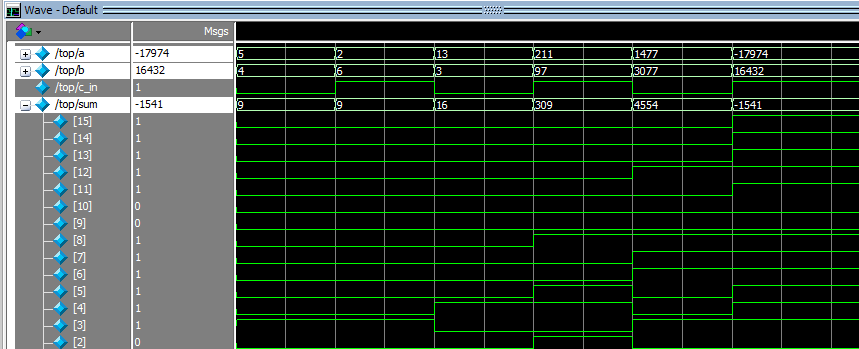 Wave - Default
Msgs
/top/a -17974 5 2 13 211 1477 -17974
/top/b 16432 4 6 3 97 3077 16432
/top/c_in 1
/top/sum -1541 9 9 16 309 4554 -1541
[15] 1
[14] 1
[13] 1
[12] 1
[11] 1
[10] 0
[9] 0
[8] 1
[7] 1
[6] 1
[5] 1
[4] 1
[3] 1
[2] 0